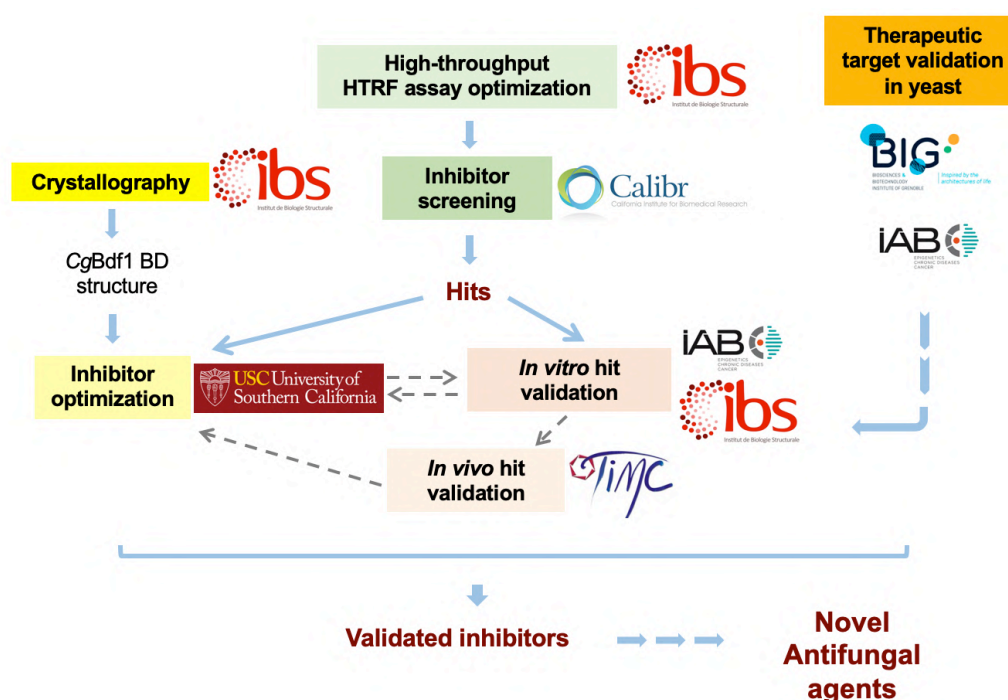 High-throughput
HTRF assay optimization
ibs
Institut de Biologie Structurale
Therapeutic
target validation
in yeast
BIG
BIOSCIENCES &
BIOTECHNOLOGY
INSTITUTE OF GRENOBLE
Inspired by the
architectures of life
Crystallography
ibs
Institut de Biologie Structurale
Inhibitor
screening
Calibr
California Institute for Biomedical Research
iAB
EPIGENETICS
CHRONIC DISEASES
CANCER
CgBdf1 BD
structure
Hits
Inhibitor
optimization
USC University of
Southern California
In vitro hit
validation
iAB
EPIGENETICS
CHRONIC DISEASES
CANCER
ibs
Institut de Biologie Structurale
In vivo hit
validation
TIMC
Validated inhibitors
Novel
Antifungal
agents